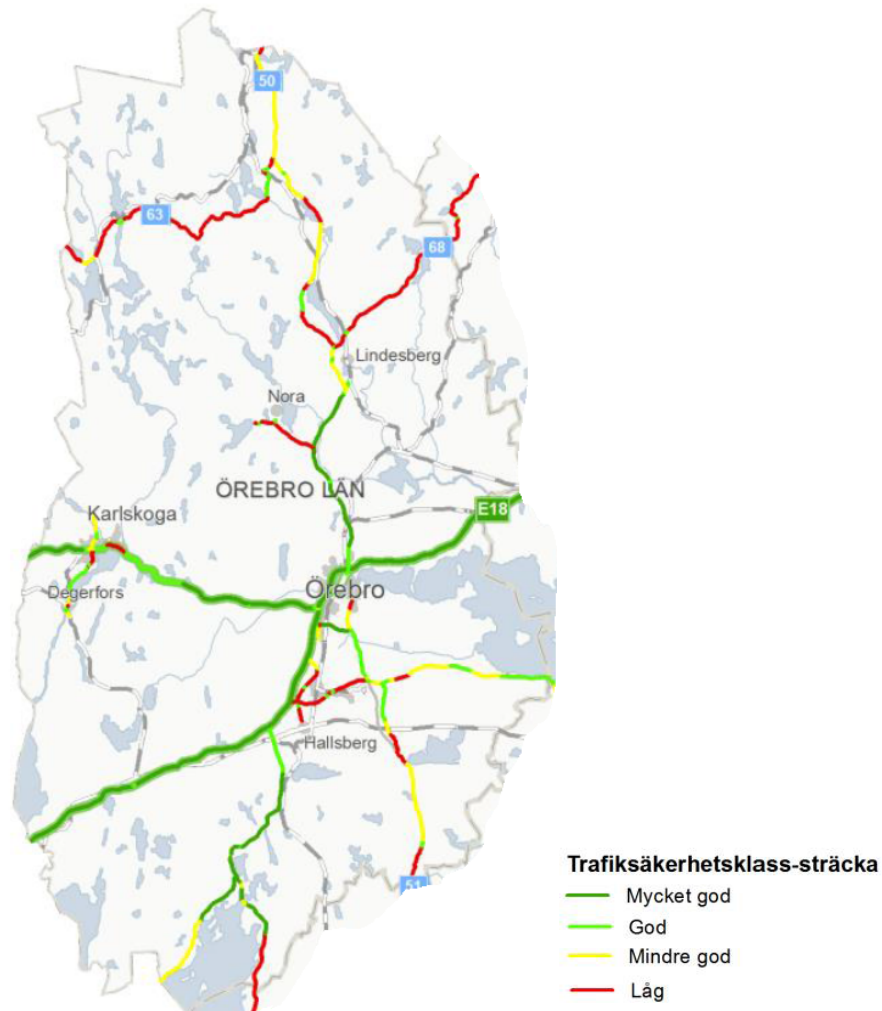 50
63
68
Lindesberg
Nora
ÖREBRO LÄN
Karlskoga
E18
Degerfors
Örebro
Hallsberg
51
Trafiksäkerhetsklass-sträcka
Mycket god
God
Mindre god
Låg